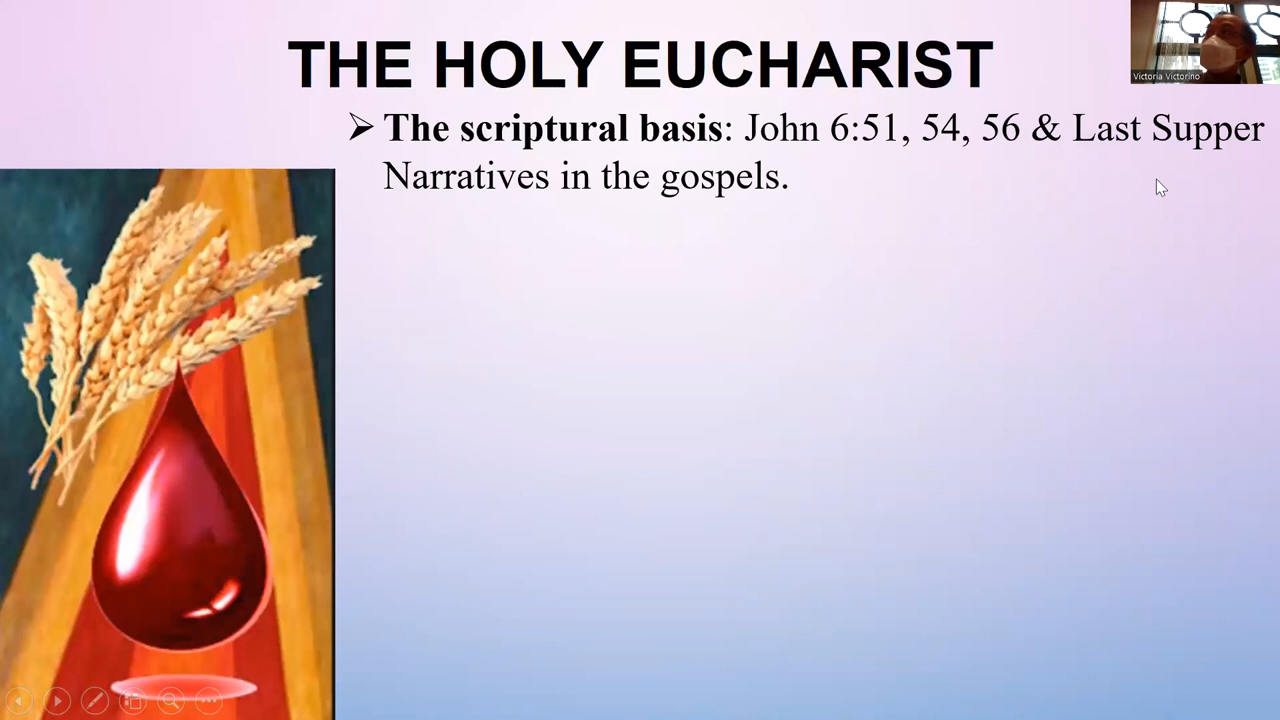 THE HOLY EUCHARIST
Victoria Victorino
➢ The scriptural basis: John 6:51, 54, 56 & Last Supper
Narratives in the gospels.